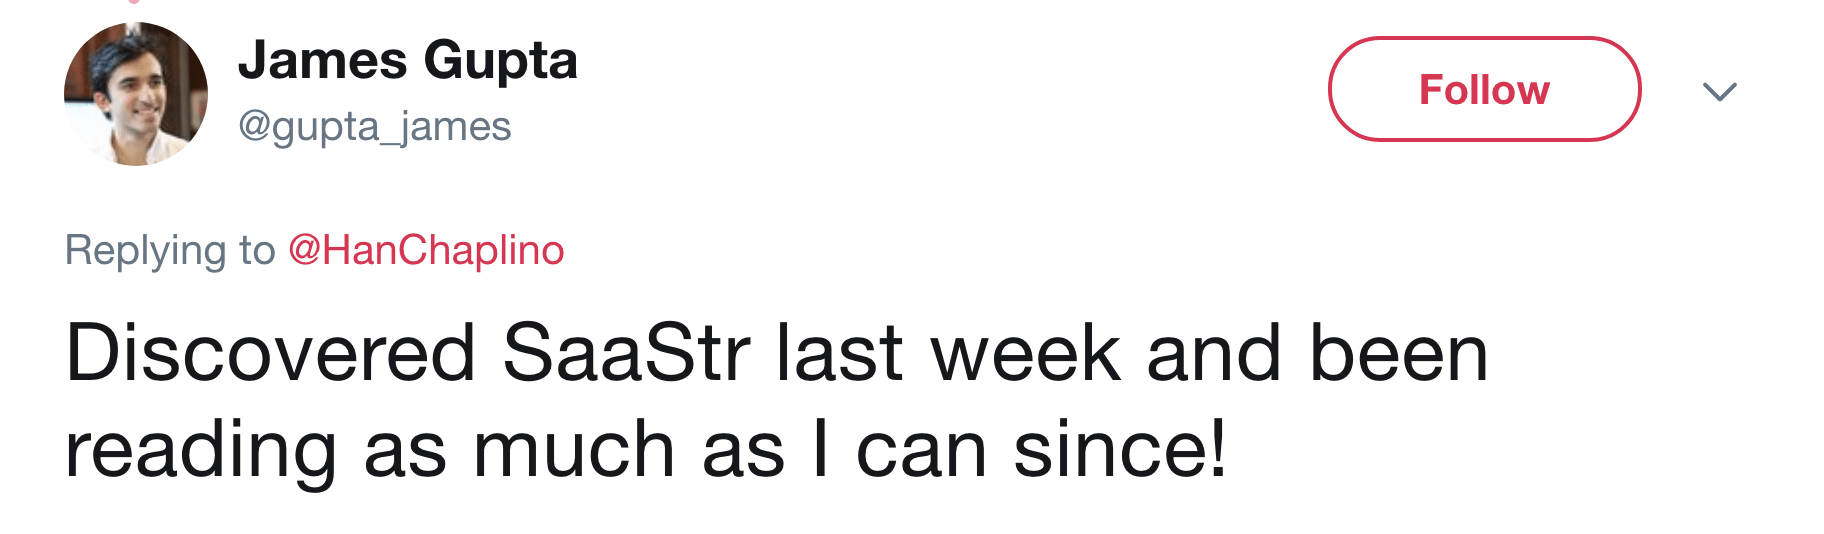 James Gupta
@gupta_james
Follow
Replying to @HanChaplino
Discovered SaaStr last week and been
reading as much as I can since!